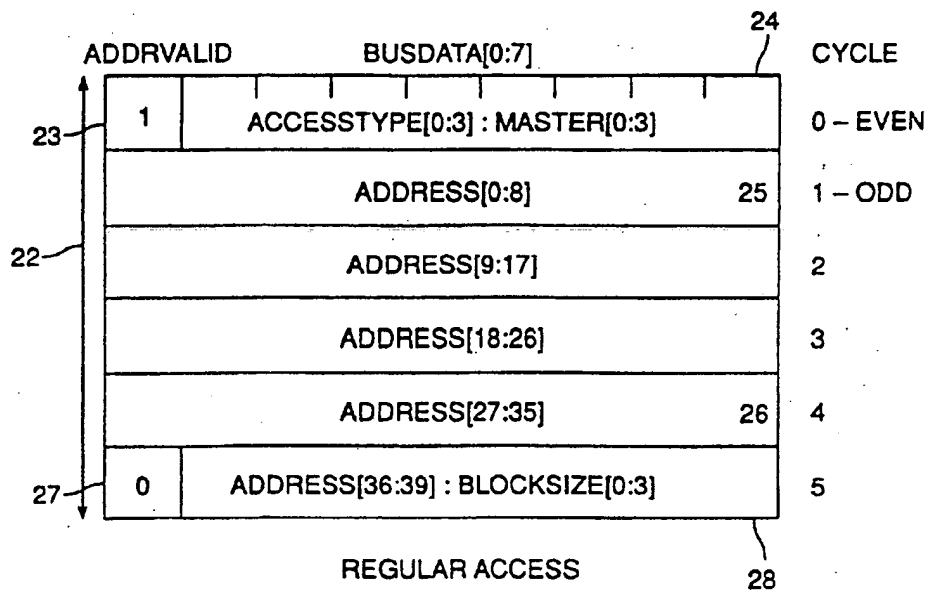 24
ADDRVALID BUSDATA[0:7] CYCLE
23 1 ACCESSTYPE[0:3] : MASTER[0:3] 0 – EVEN
ADDRESS[0:8] 25 1 – ODD
22 ADDRESS[9:17] 2
ADDRESS[18:26] 3
ADDRESS[27:35] 26 4
27 0 ADDRESS[36:39] : BLOCKSIZE[0:3] 5
REGULAR ACCESS 28